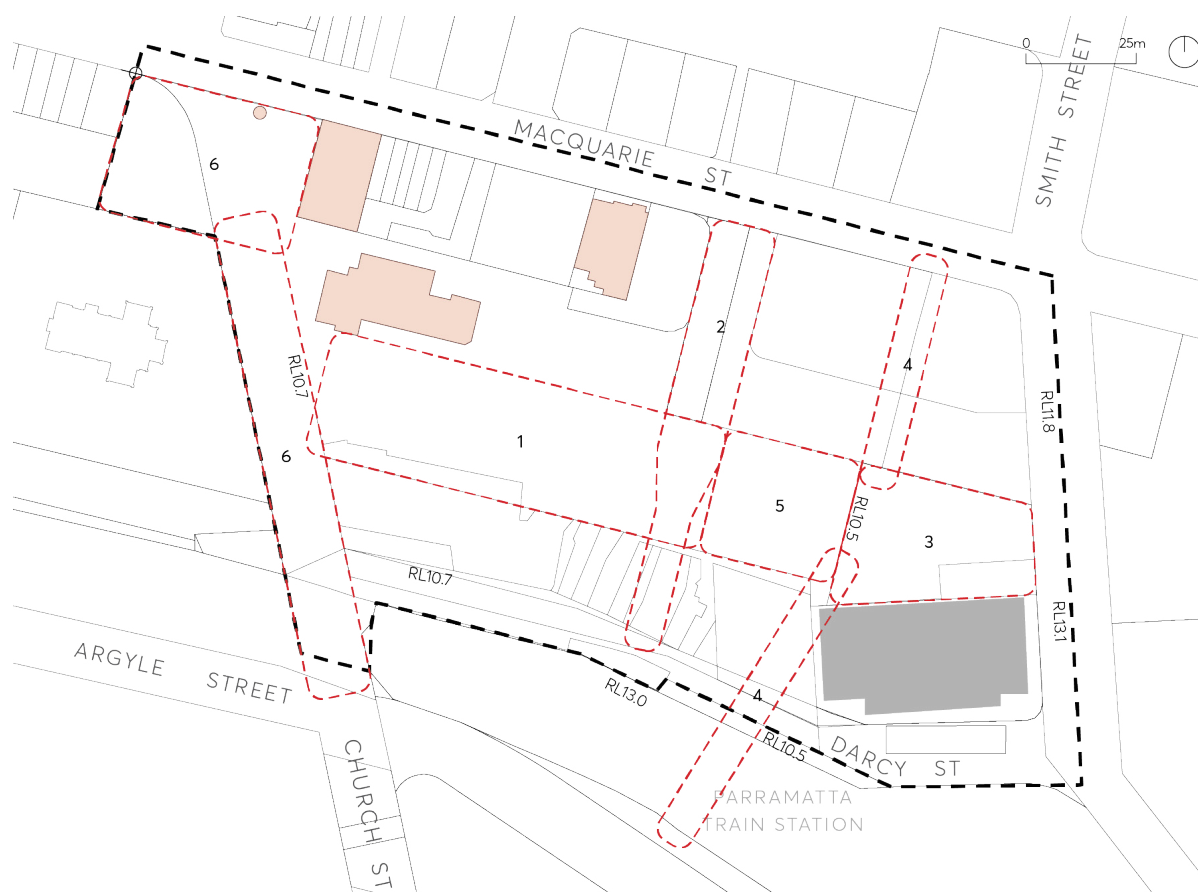 0 25m
SMITH STREET
MACQUARIE ST
6
2
4
RL10.7
RL11.8
1
6
5
RL10.5
3
RL10.7
RL13.1
ARGYLE STREET
RL13.0
4
RL10.5
DARCY ST
CHURCH ST
PARRAMATTA
TRAIN STATION